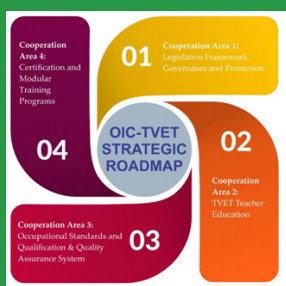 01
Cooperation Area 1:
Legislative Framework,
Governance and Promotion
02
Cooperation
Area 2:
TVET Teacher
Education
Cooperation Area 3:
Occupational Standards and
Qualification & Quality
Assurance System
03
Cooperation
Area 4:
Certification and
Modular
Training
Programs
04
OIC-TVET
STRATEGIC
ROADMAP